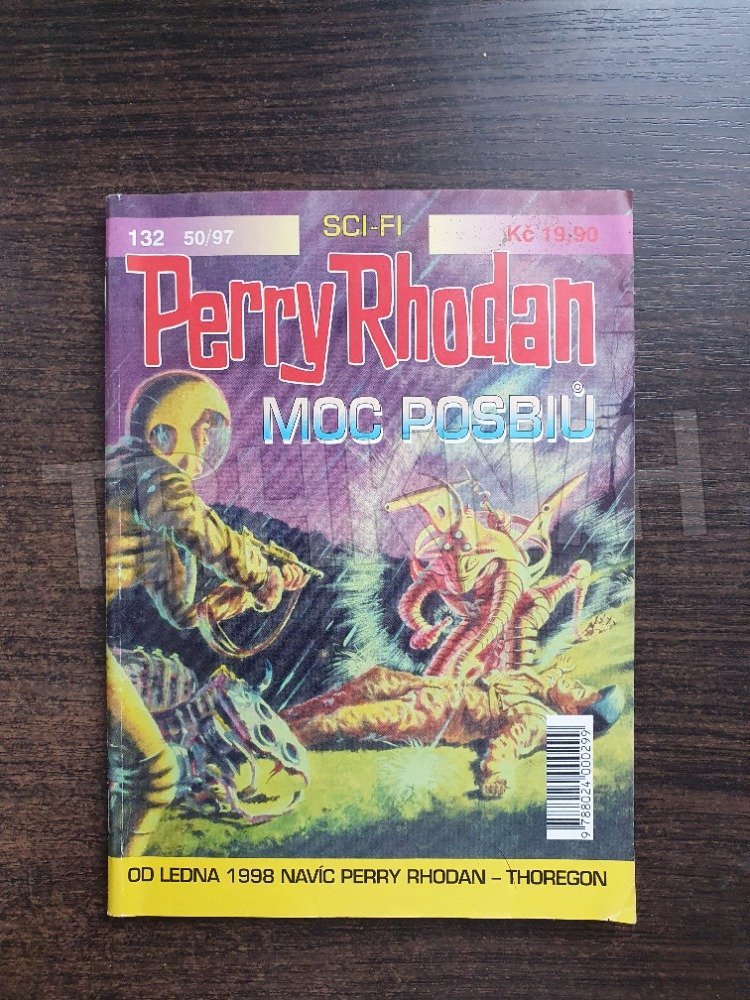 132 50/97 SCI-FI Kč 19,90
Perry Rhodan
MOC POSBIŮ
9 788024 000299
OD LEDNA 1998 NAVÍC PERRY RHODAN – THOREGON